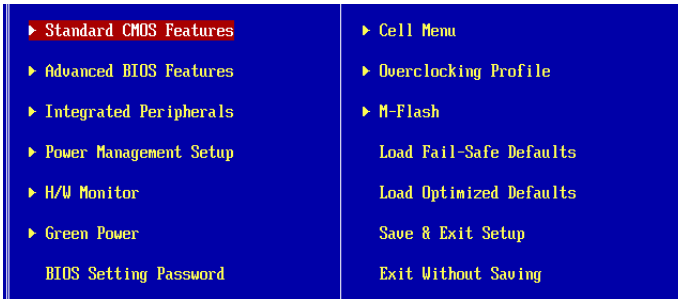 Standard CMOS Features
Advanced BIOS Features
Integrated Peripherals
Power Management Setup
H/W Monitor
Green Power
BIOS Setting Password
Cell Menu
Overclocking Profile
M-Flash
Load Fail-Safe Defaults
Load Optimized Defaults
Save & Exit Setup
Exit Without Saving